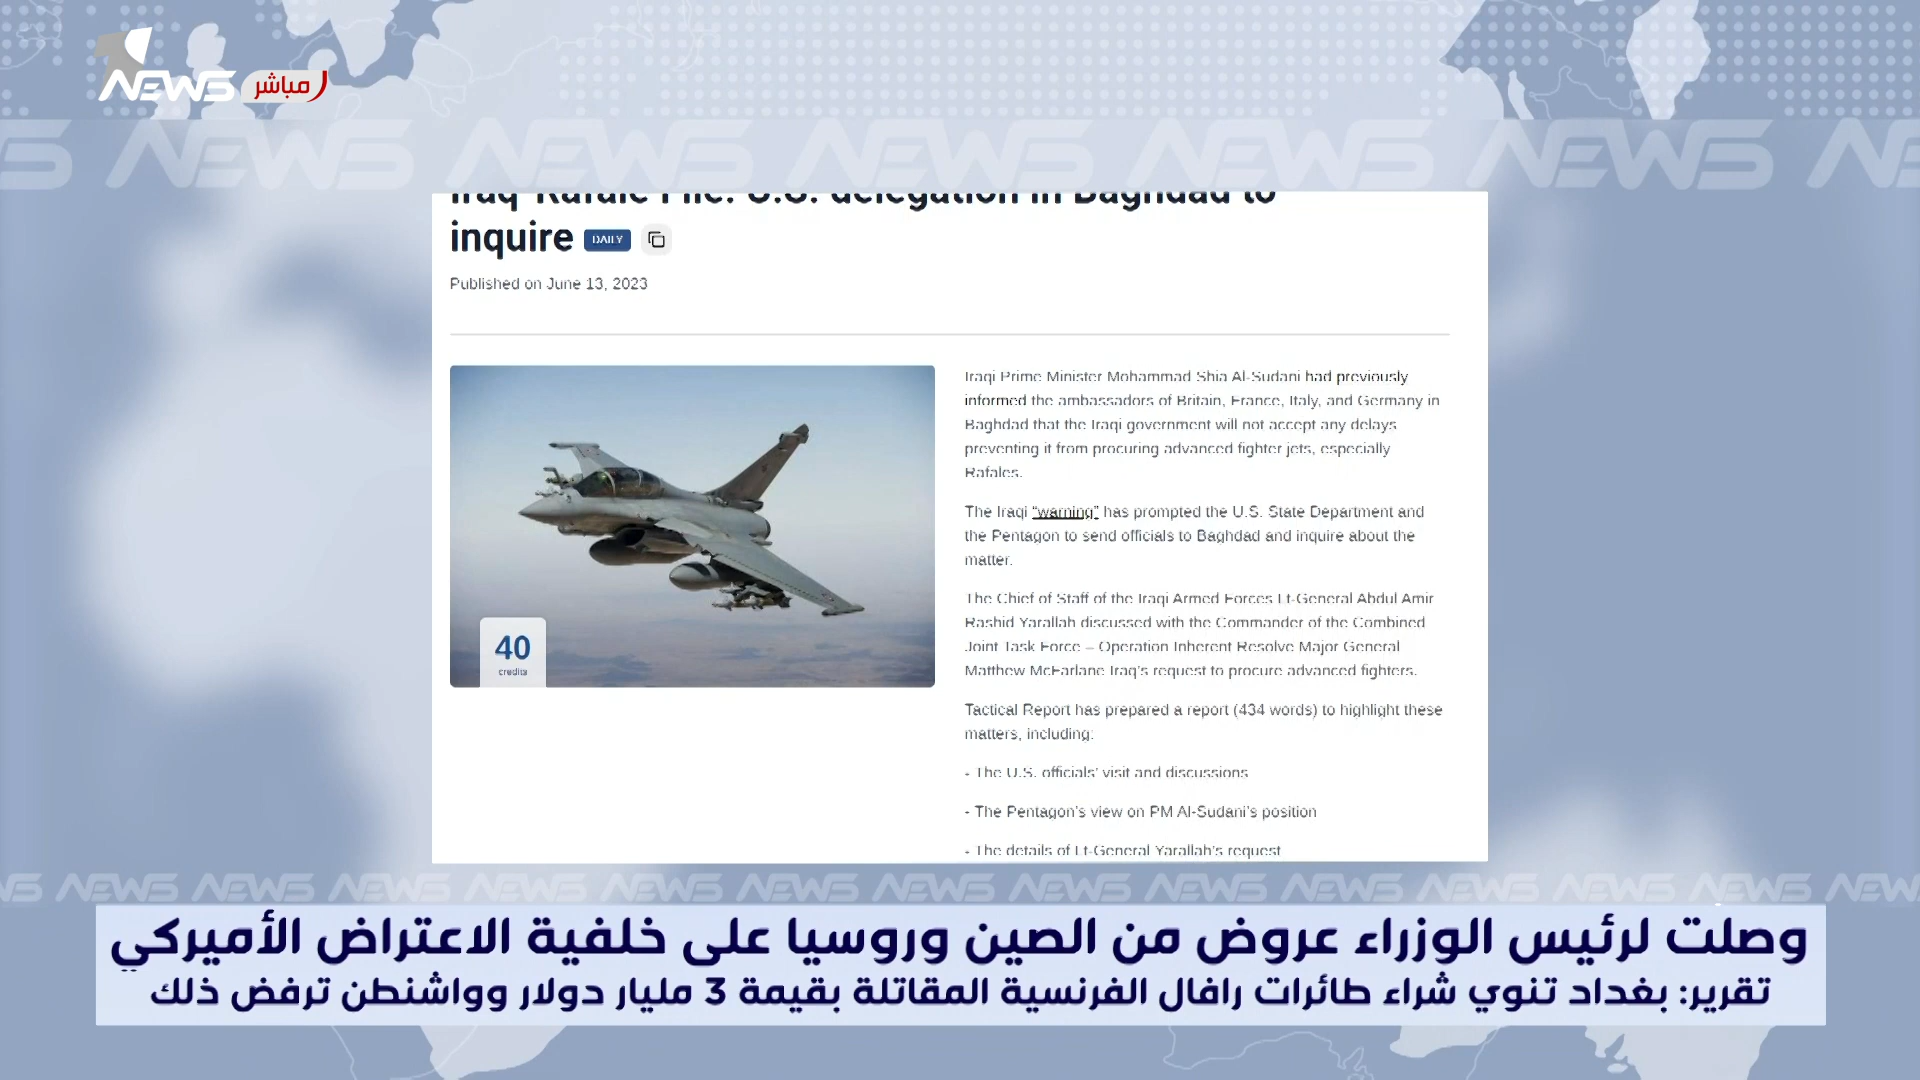 NEWS مباشر
Iraq-Rafale File: U.S. delegation in Baghdad to
inquire DAILY
Published on June 13, 2023
Iraqi Prime Minister Mohammad Shia Al-Sudani had previously
informed the ambassadors of Britain, France, Italy, and Germany in
Baghdad that the Iraqi government will not accept any delays
preventing it from procuring advanced fighter jets, especially
Rafales.
The Iraqi “warning” has prompted the U.S. State Department and
the Pentagon to send officials to Baghdad and inquire about the
matter.
The Chief of Staff of the Iraqi Armed Forces Lt-General Abdul Amir
Rashid Yarallah discussed with the Commander of the Combined
Joint Task Force – Operation Inherent Resolve Major General
Matthew McFarlane Iraq’s request to procure advanced fighters.
Tactical Report has prepared a report (434 words) to highlight these
matters, including:
- The U.S. officials’ visit and discussions
- The Pentagon’s view on PM Al-Sudani’s position
- The details of Lt-General Yarallah’s request
40
credits
وصلت لرئيس الوزراء عروض من الصين وروسيا على خلفية الاعتراض الأميركي
تقرير: بغداد تنوي شراء طائرات رافال الفرنسية المقاتلة بقيمة 3 مليار دولار وواشنطن ترفض ذلك